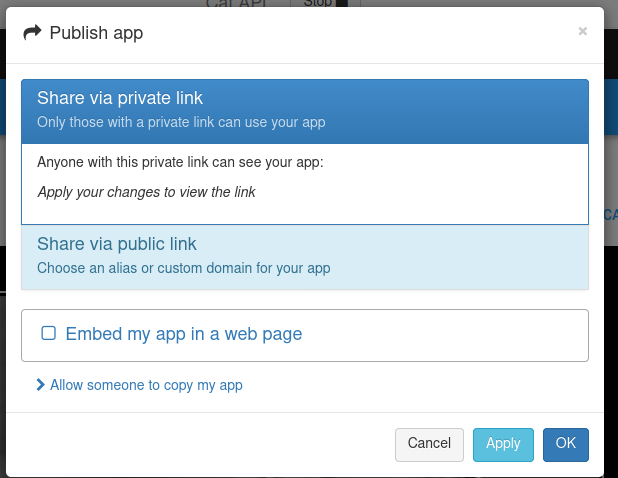 Cat API
Stop
Publish app
×
Share via private link
Only those with a private link can use your app
Anyone with this private link can see your app:
Apply your changes to view the link
Share via public link
Choose an alias or custom domain for your app
Embed my app in a web page
Allow someone to copy my app
Cancel
Apply
OK